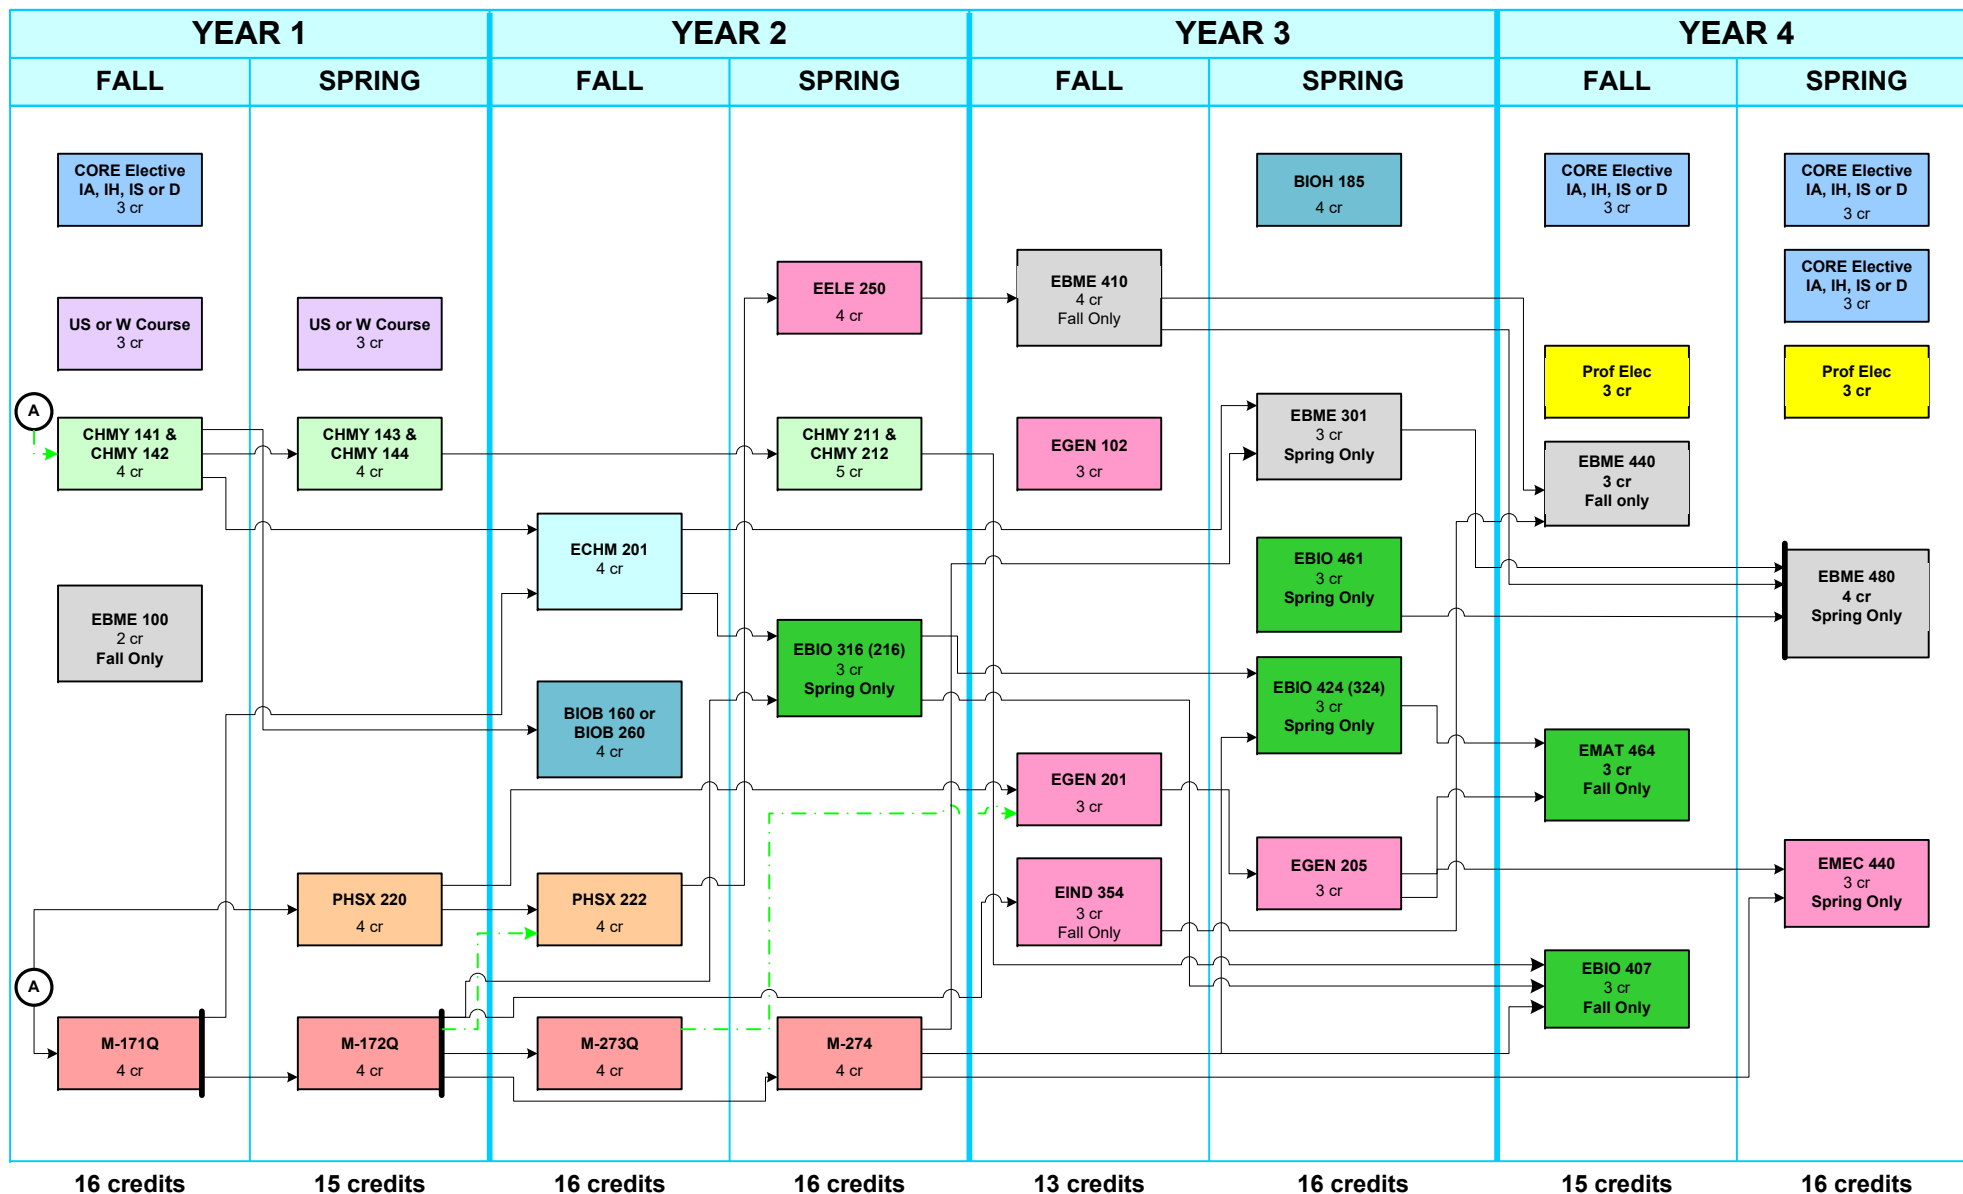 YEAR 1
YEAR 2
YEAR 3
YEAR 4
FALL
SPRING
FALL
SPRING
FALL
SPRING
FALL
SPRING
CORE Elective
IA, IH, IS or D
3 cr
US or W Course
3 cr
A
CHMY 141 &
CHMY 142
4 cr
EBME 100
2 cr
Fall Only
A
M-171Q
4 cr
US or W Course
3 cr
CHMY 143 &
CHMY 144
4 cr
PHSX 220
4 cr
M-172Q
4 cr
ECHM 201
4 cr
BIOB 160 or
BIOB 260
4 cr
PHSX 222
4 cr
M-273Q
4 cr
EELE 250
4 cr
CHMY 211 &
CHMY 212
5 cr
EBIO 316 (216)
3 cr
Spring Only
M-274
4 cr
EBME 410
4 cr
Fall Only
EGEN 102
3 cr
EGEN 201
3 cr
EIND 354
3 cr
Fall Only
BIOH 185
4 cr
EBME 301
3 cr
Spring Only
EBIO 461
3 cr
Spring Only
EBIO 424 (324)
3 cr
Spring Only
EGEN 205
3 cr
CORE Elective
IA, IH, IS or D
3 cr
Prof Elec
3 cr
EBME 440
3 cr
Fall only
EMAT 464
3 cr
Fall Only
EBIO 407
3 cr
Fall Only
CORE Elective
IA, IH, IS or D
3 cr
CORE Elective
IA, IH, IS or D
3 cr
Prof Elec
3 cr
EBME 480
4 cr
Spring Only
EMEC 440
3 cr
Spring Only
16 credits
15 credits
16 credits
16 credits
13 credits
16 credits
15 credits
16 credits